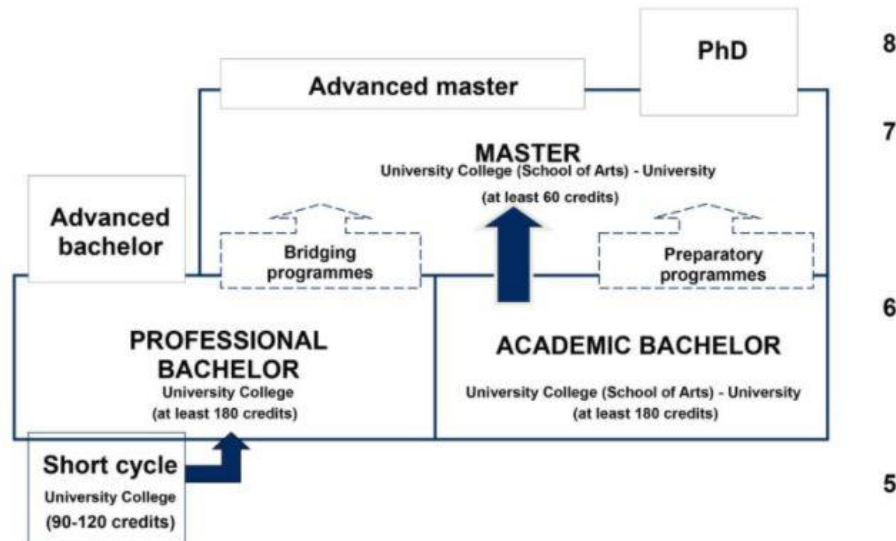 PhD
8
Advanced master
7
MASTER
University College (School of Arts) - University
(at least 60 credits)
Advanced
bachelor
Bridging
programmes
Preparatory
programmes
6
PROFESSIONAL
BACHELOR
University College
(at least 180 credits)
ACADEMIC BACHELOR
University College (School of Arts) - University
(at least 180 credits)
Short cycle
University College
(90-120 credits)
5